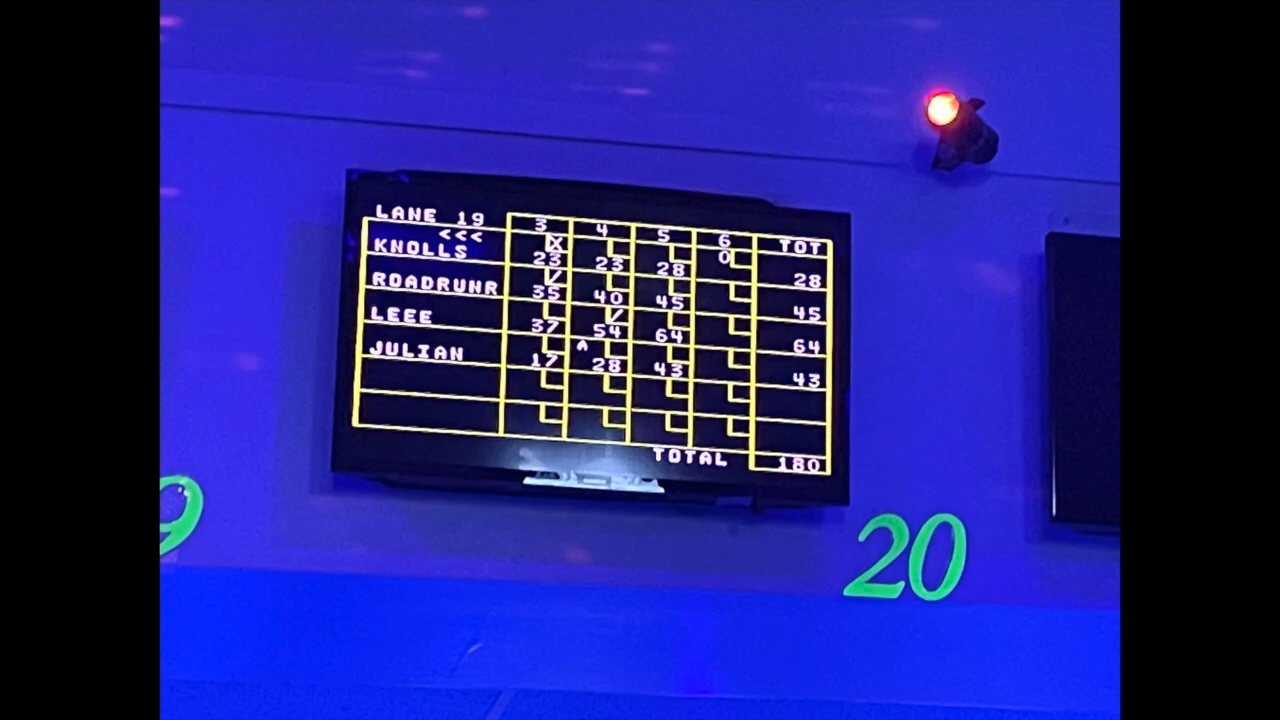 LANE 19 3 4 5 6 TOT
<<< X 0
KNOLLS 23 23 28 28
/
ROADRUNR 35 40 45 45
/
LEEE 37 54 64 64
^
JULIAN 17 28 43 43
TOTAL 180
9 20